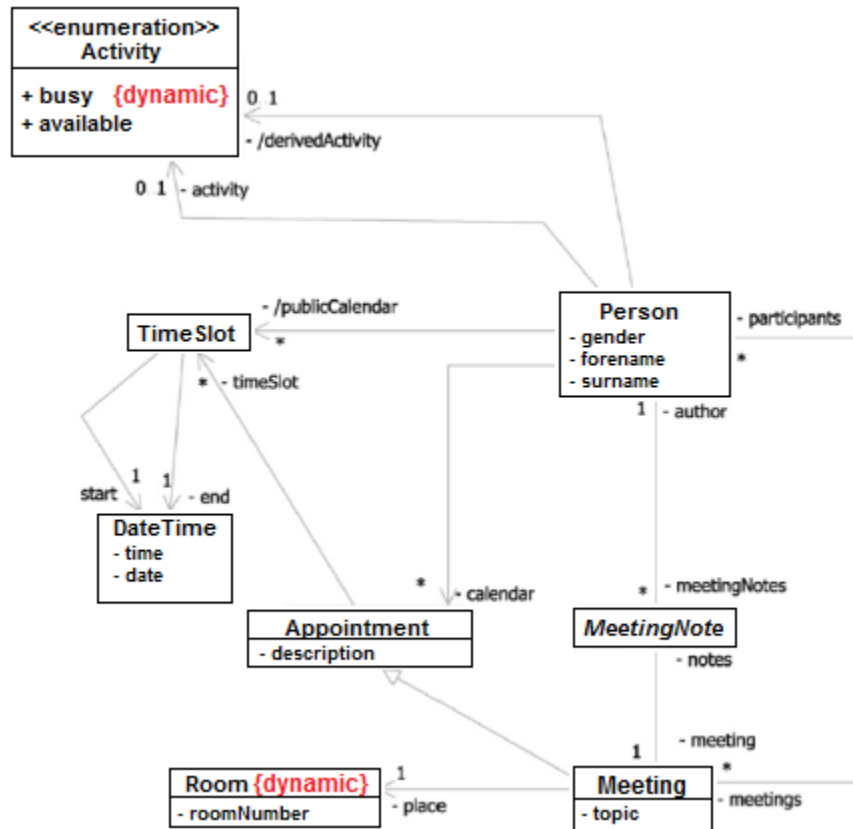 <<enumeration>>
Activity
+ busy {dynamic}
+ available
0 1
- /derivedActivity
0 1 - activity
- /publicCalendar
*
TimeSlot
* - timeSlot
Person
- gender
- forename
- surname
- participants
*
1 - author
start 1
1 - end
DateTime
- time
- date
* - calendar
* - meetingNotes
Appointment
- description
MeetingNote
- notes
1 - meeting
Room {dynamic}
- roomNumber
1
- place
Meeting
- topic
*
- meetings